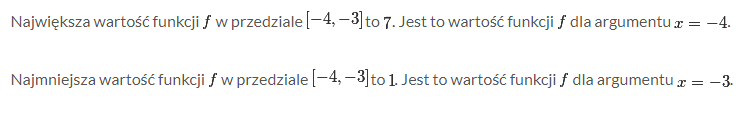 Największa wartość funkcji f w przedziale [−4, −3] to 7. Jest to wartość funkcji f dla argumentu x = −4.
Najmniejsza wartość funkcji f w przedziale [−4, −3] to 1. Jest to wartość funkcji f dla argumentu x = −3.